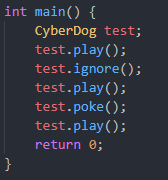 int main() {
    CyberDog test;
    test.play();
    test.ignore();
    test.play();
    test.poke();
    test.play();
    return 0;
}